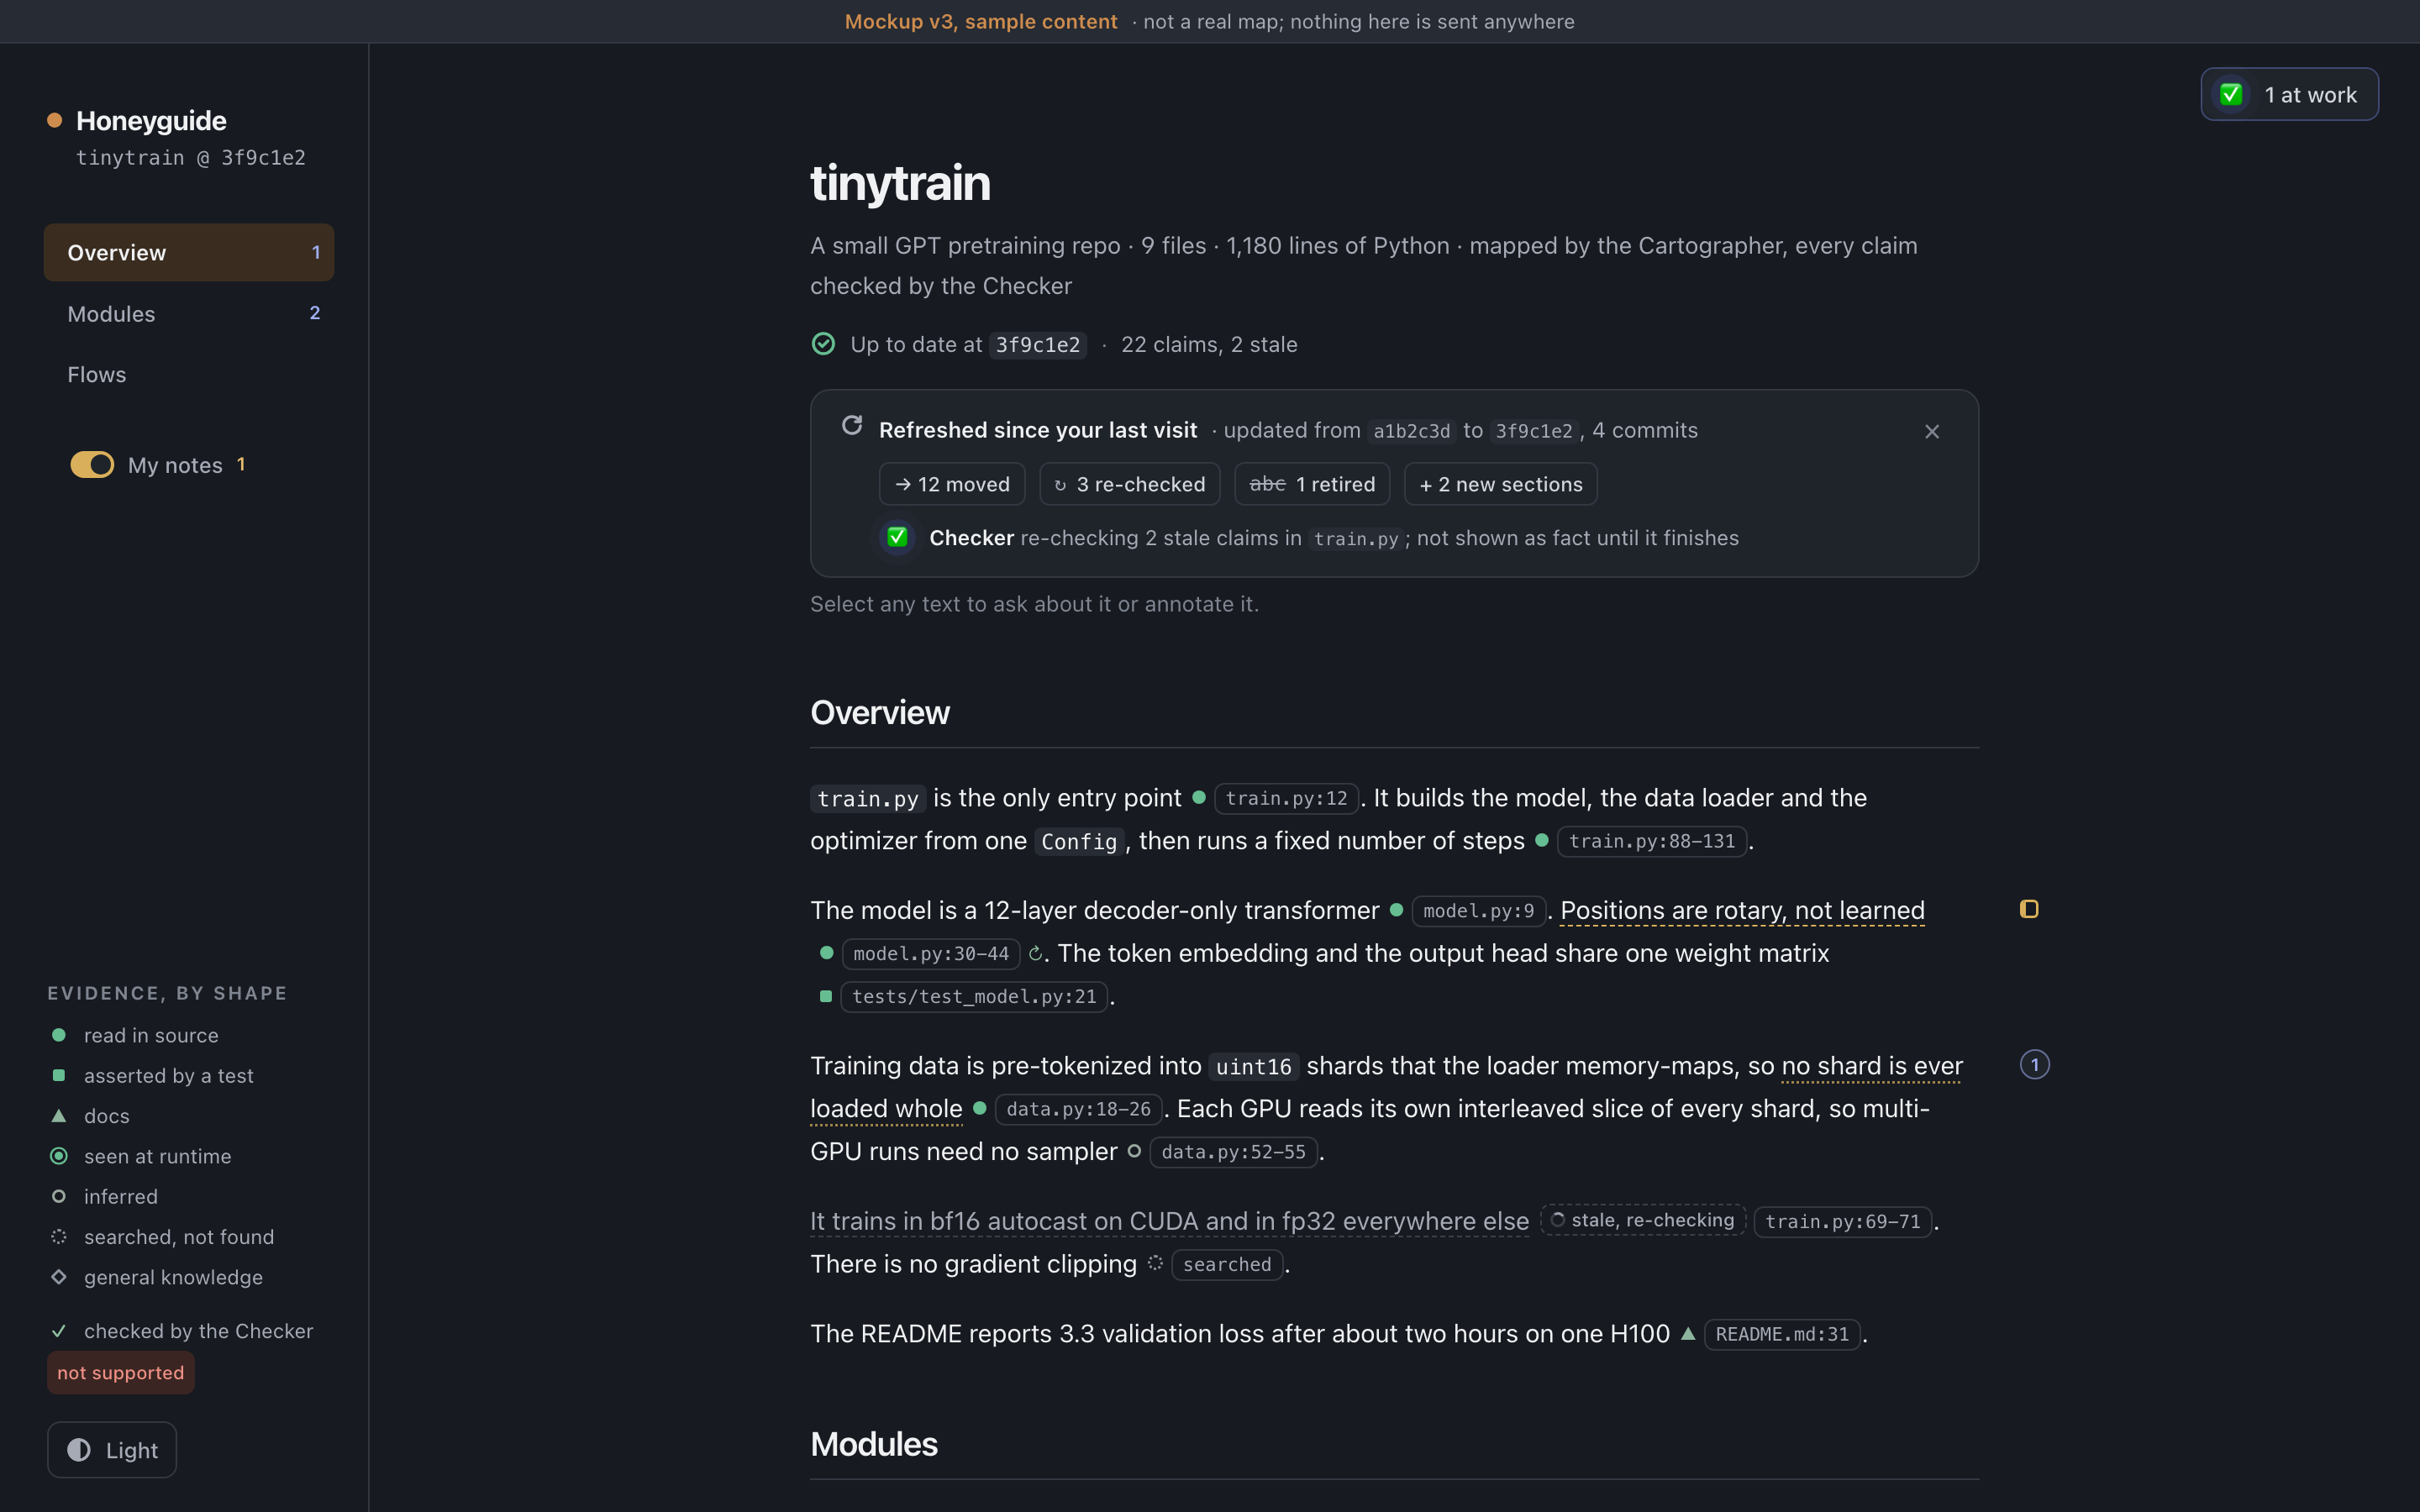 Mockup v3, sample content · not a real map; nothing here is sent anywhere
Honeyguide
tinytrain @ 3f9c1e2
Overview 1
Modules 2
Flows
My notes 1
EVIDENCE, BY SHAPE
read in source
asserted by a test
docs
seen at runtime
inferred
searched, not found
general knowledge
checked by the Checker
not supported
Light
1 at work
tinytrain
A small GPT pretraining repo · 9 files · 1,180 lines of Python · mapped by the Cartographer, every claim
checked by the Checker
Up to date at 3f9c1e2 · 22 claims, 2 stale
Refreshed since your last visit · updated from a1b2c3d to 3f9c1e2, 4 commits
→ 12 moved ↻ 3 re-checked abc 1 retired + 2 new sections
Checker re-checking 2 stale claims in train.py; not shown as fact until it finishes
Select any text to ask about it or annotate it.
Overview
train.py is the only entry point train.py:12. It builds the model, the data loader and the
optimizer from one Config, then runs a fixed number of steps train.py:88–131.
The model is a 12-layer decoder-only transformer model.py:9. Positions are rotary, not learned
model.py:30–44 ↻. The token embedding and the output head share one weight matrix
tests/test_model.py:21.
Training data is pre-tokenized into uint16 shards that the loader memory-maps, so no shard is ever 1
loaded whole data.py:18–26. Each GPU reads its own interleaved slice of every shard, so multi-
GPU runs need no sampler data.py:52–55.
It trains in bf16 autocast on CUDA and in fp32 everywhere else stale, re-checking train.py:69–71.
There is no gradient clipping searched.
The README reports 3.3 validation loss after about two hours on one H100 README.md:31.
Modules